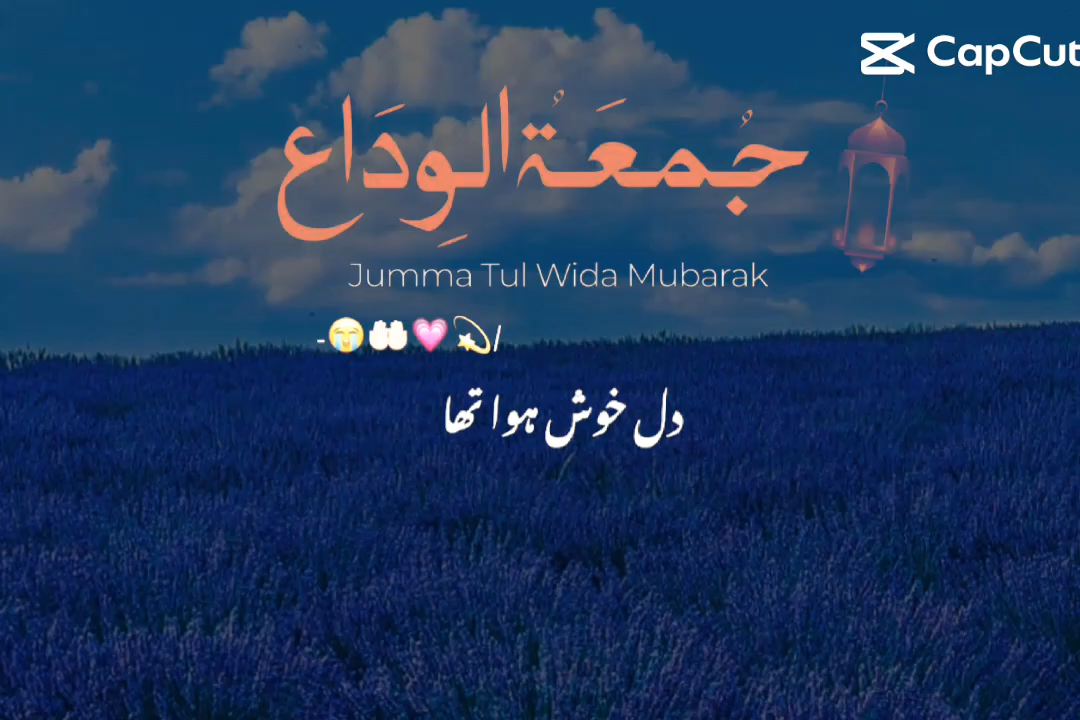 CapCut
جُمعَةُ الوِدَاع
Jumma Tul Wida Mubarak
-😭🤲🏻💗💫/
دل خوش ہوا تھا